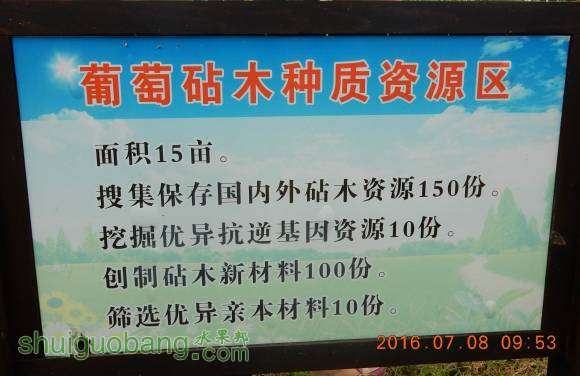 葡萄砧木种质资源区
面积15亩。
搜集保存国内外砧木资源150份。
挖掘优异抗逆基因资源10份。
创制砧木新材料100份。
筛选优异亲本材料10份。
shuiguobang 水果邦
2016.07.08 09:53